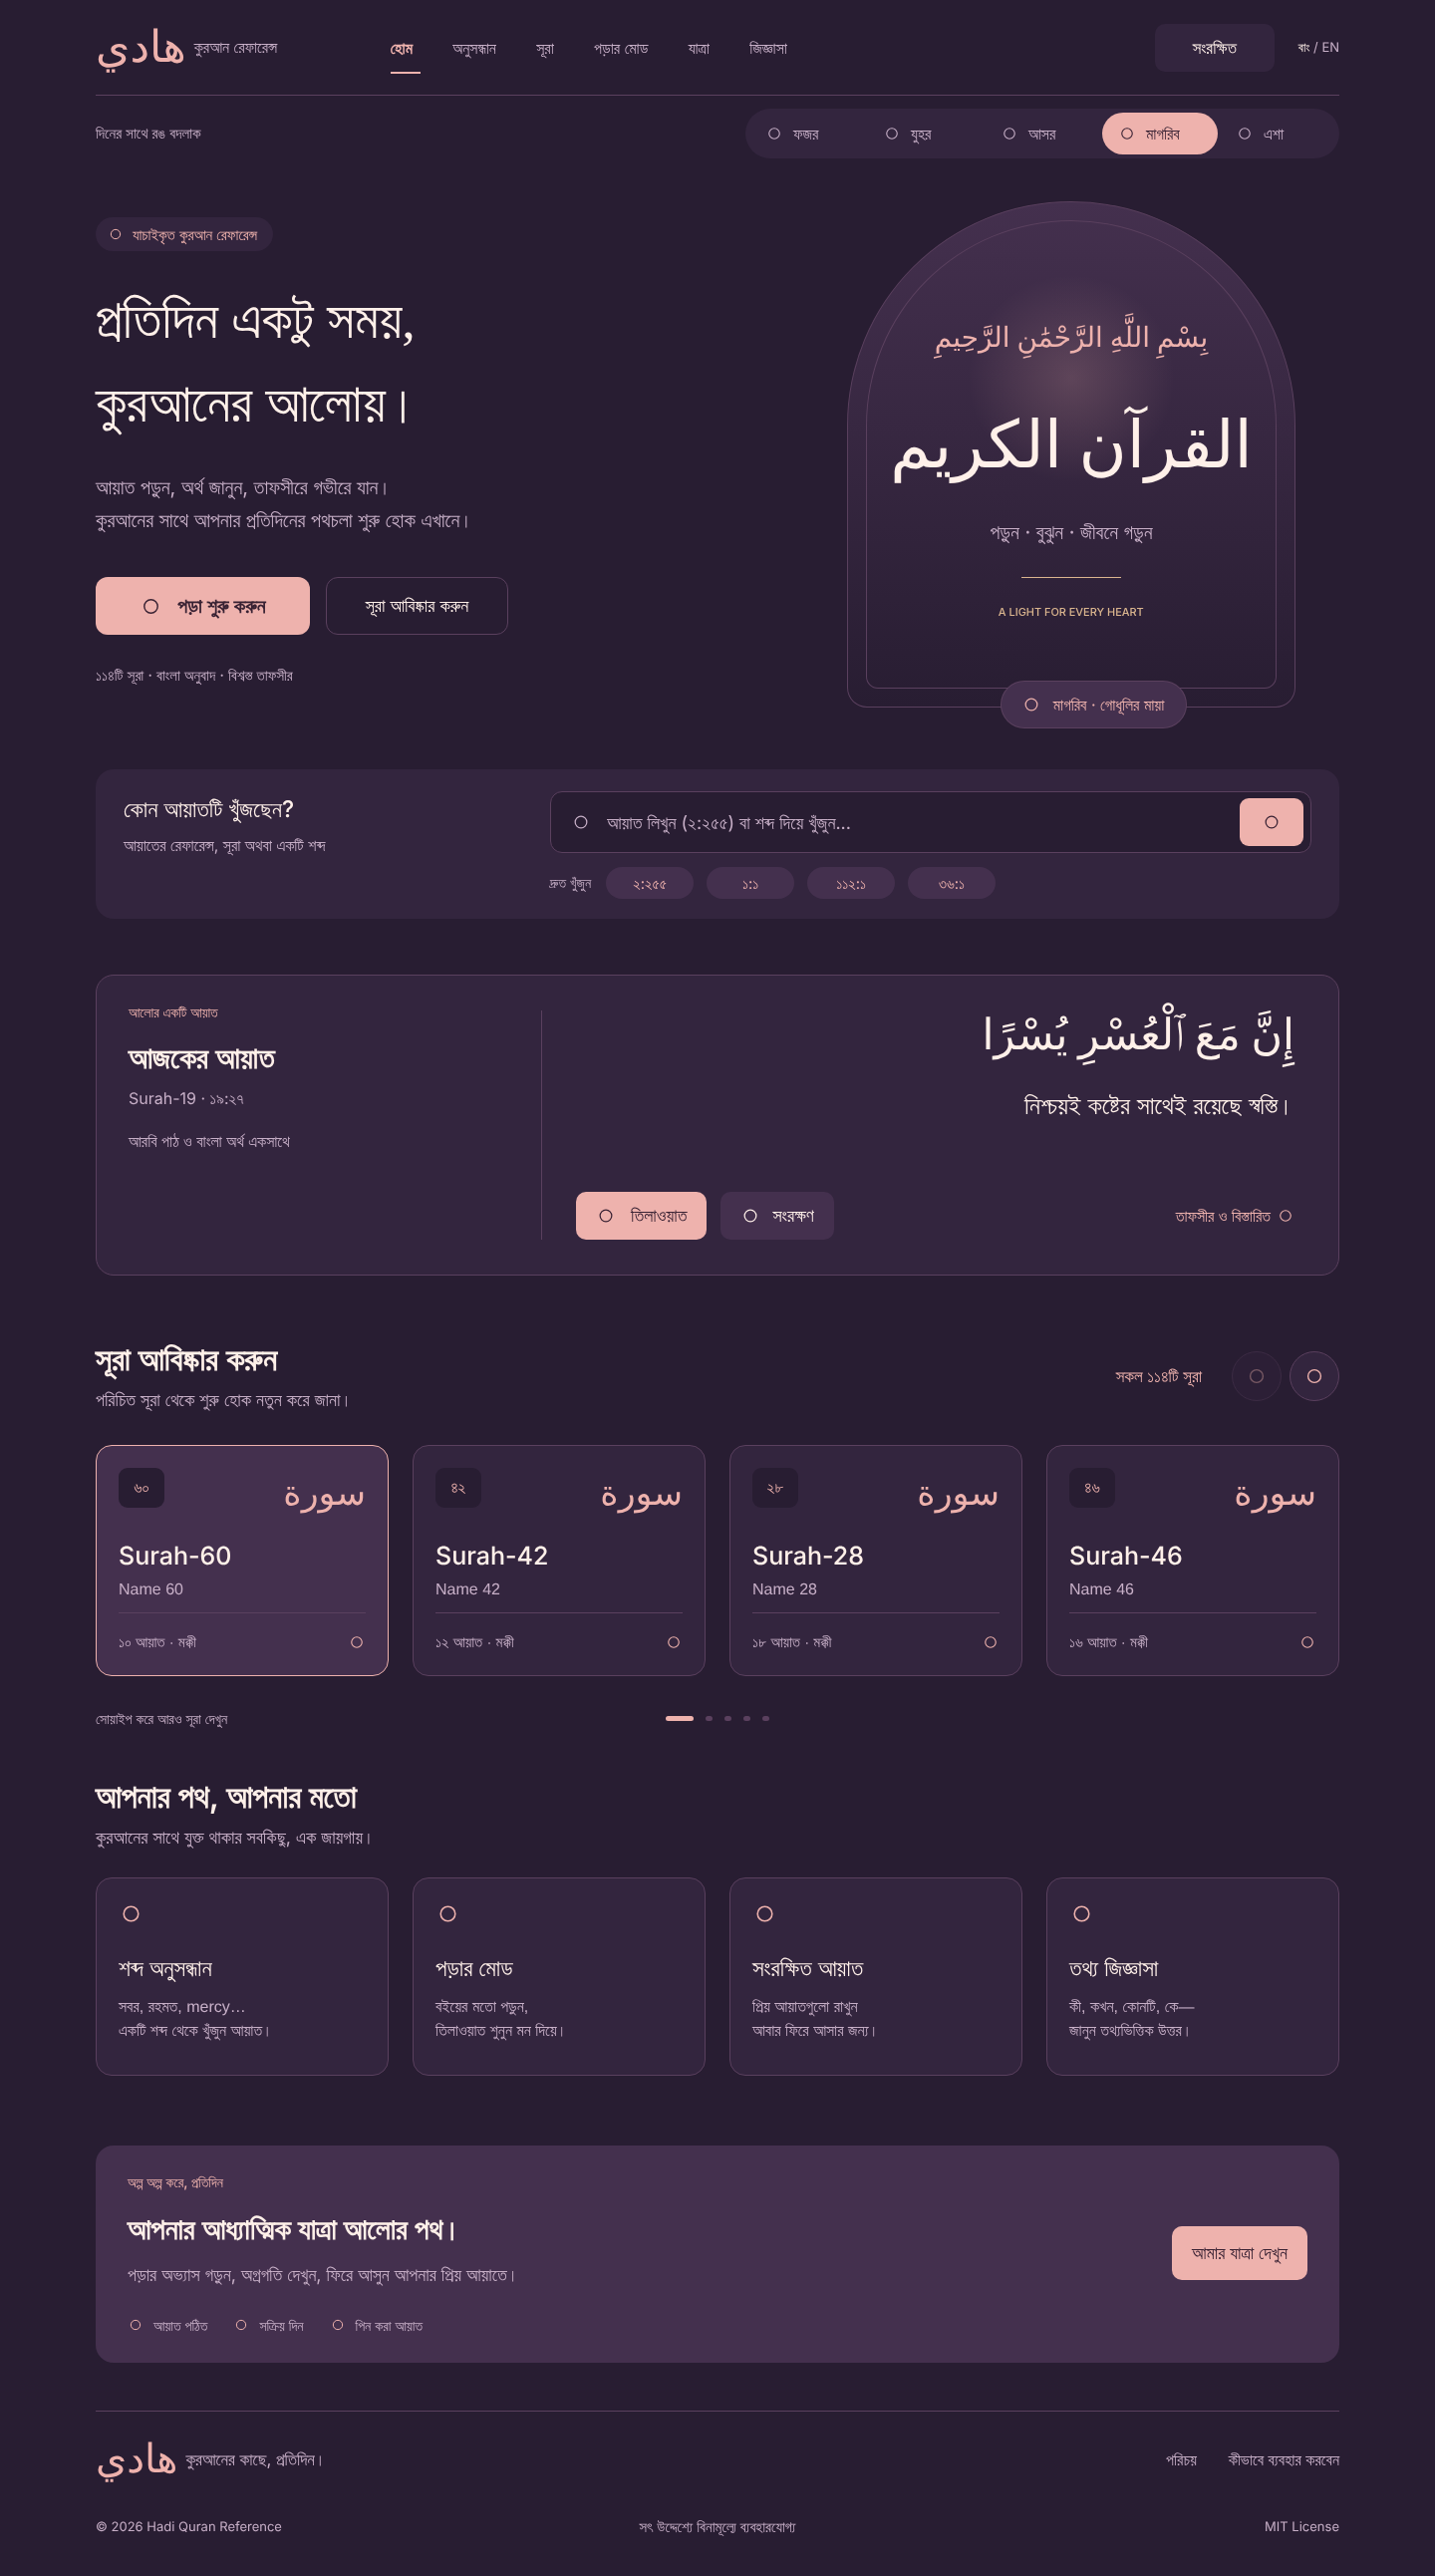 هادي কুরআন রেফারেন্স
হোম অনুসন্ধান সূরা পড়ার মোড যাত্রা জিজ্ঞাসা
সংরক্ষিত বাং / EN
দিনের সাথে রঙ বদলাক
ফজর যুহর আসর মাগরিব এশা
যাচাইকৃত কুরআন রেফারেন্স
প্রতিদিন একটু সময়,
কুরআনের আলোয়।
আয়াত পড়ুন, অর্থ জানুন, তাফসীরে গভীরে যান।
কুরআনের সাথে আপনার প্রতিদিনের পথচলা শুরু হোক এখানে।
পড়া শুরু করুন সূরা আবিষ্কার করুন
১১৪টি সূরা · বাংলা অনুবাদ · বিশ্বস্ত তাফসীর
بِسْمِ اللَّهِ الرَّحْمَٰنِ الرَّحِيمِ
القرآن الكريم
পড়ুন · বুঝুন · জীবনে গড়ুন
A LIGHT FOR EVERY HEART
মাগরিব · গোধূলির মায়া
কোন আয়াতটি খুঁজছেন?
আয়াতের রেফারেন্স, সূরা অথবা একটি শব্দ
আয়াত লিখুন (২:২৫৫) বা শব্দ দিয়ে খুঁজুন...
দ্রুত খুঁজুন ২:২৫৫ ১:১ ১১২:১ ৩৬:১
আলোর একটি আয়াত
আজকের আয়াত
Surah-19 · ১৯:২৭
আরবি পাঠ ও বাংলা অর্থ একসাথে
إِنَّ مَعَ ٱلْعُسْرِ يُسْرًا
নিশ্চয়ই কষ্টের সাথেই রয়েছে স্বস্তি।
তিলাওয়াত সংরক্ষণ তাফসীর ও বিস্তারিত
সূরা আবিষ্কার করুন
পরিচিত সূরা থেকে শুরু হোক নতুন করে জানা।
সকল ১১৪টি সূরা
৬০ سورة
Surah-60
Name 60
১০ আয়াত · মক্কী
৪২ سورة
Surah-42
Name 42
১২ আয়াত · মক্কী
২৮ سورة
Surah-28
Name 28
১৮ আয়াত · মক্কী
৪৬ سورة
Surah-46
Name 46
১৬ আয়াত · মক্কী
সোয়াইপ করে আরও সূরা দেখুন
আপনার পথ, আপনার মতো
কুরআনের সাথে যুক্ত থাকার সবকিছু, এক জায়গায়।
শব্দ অনুসন্ধান
সবর, রহমত, mercy...
একটি শব্দ থেকে খুঁজুন আয়াত।
পড়ার মোড
বইয়ের মতো পড়ুন,
তিলাওয়াত শুনুন মন দিয়ে।
সংরক্ষিত আয়াত
প্রিয় আয়াতগুলো রাখুন
আবার ফিরে আসার জন্য।
তথ্য জিজ্ঞাসা
কী, কখন, কোনটি, কে—
জানুন তথ্যভিত্তিক উত্তর।
অল্প অল্প করে, প্রতিদিন
আপনার আধ্যাত্মিক যাত্রা আলোর পথ।
পড়ার অভ্যাস গড়ুন, অগ্রগতি দেখুন, ফিরে আসুন আপনার প্রিয় আয়াতে।
আয়াত পঠিত সক্রিয় দিন পিন করা আয়াত
আমার যাত্রা দেখুন
هادي কুরআনের কাছে, প্রতিদিন।
পরিচয় কীভাবে ব্যবহার করবেন
© 2026 Hadi Quran Reference সৎ উদ্দেশ্যে বিনামূল্যে ব্যবহারযোগ্য MIT License